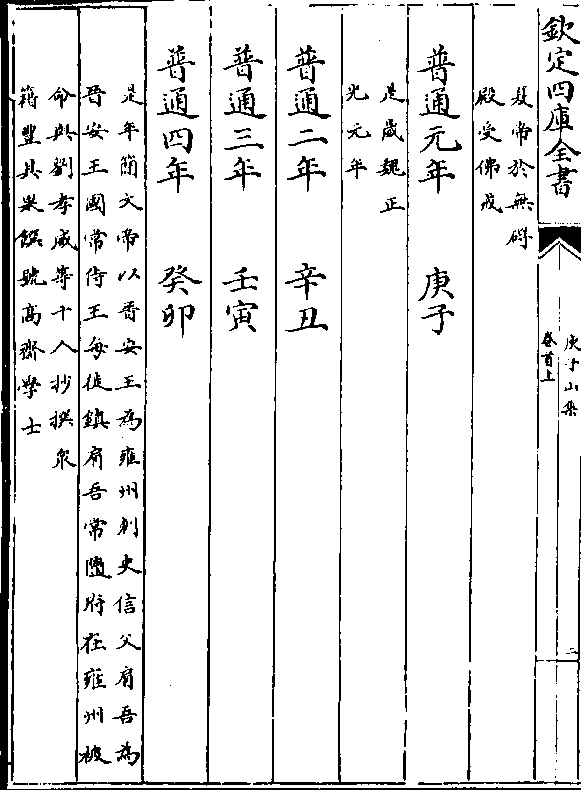 欽定四庫全書
庾子山集
卷首上
二
發帝於無礙
殿受佛戒
普通元年 庚子
是歲魏正
光元年
普通二年 辛丑
普通三年 壬寅
普通四年 癸卯
是年簡文帝以晉安王為雍州刺史信父肩吾為
晉安王國常侍王每徙鎮肩吾常隨時在雍州被
命與劉孝威等十人抄撰衆
籍豐其果饌號高齋學士